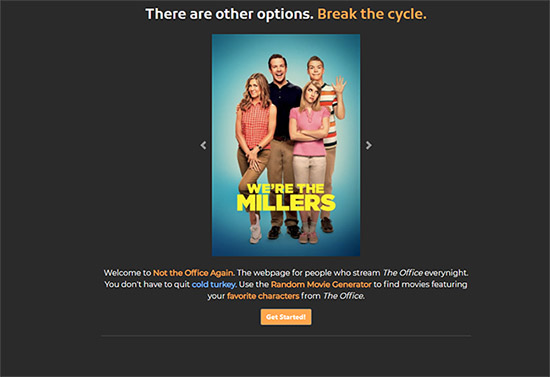 There are other options. Break the cycle.
WE'RE THE
MILLERS
Welcome to Not the Office Again. The webpage for people who stream The Office everynight.
You don't have to quit cold turkey. Use the Random Movie Generator to find movies featuring
your favorite characters from The Office.
Get Started!